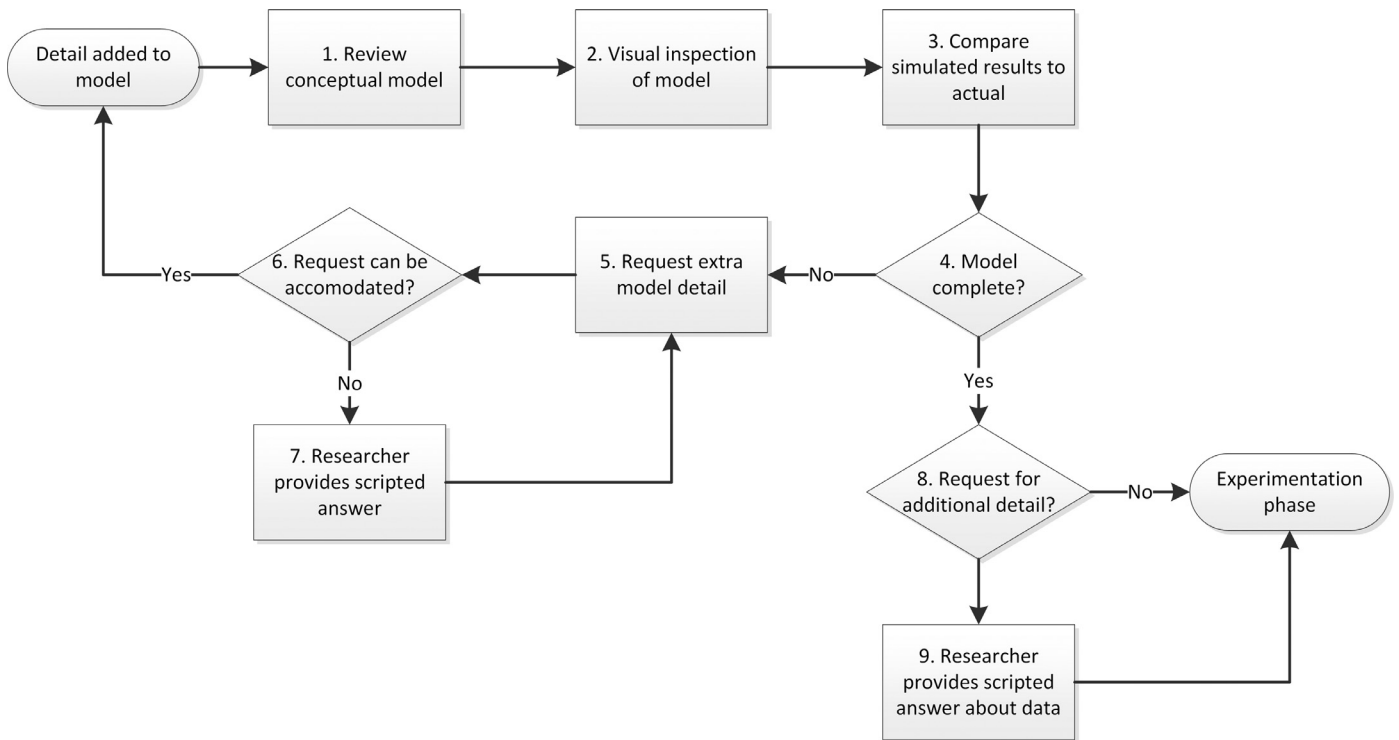 Detail added to
model
1. Review
conceptual model
2. Visual inspection
of model
3. Compare
simulated results to
actual
4. Model
complete?
No
5. Request extra
model detail
6. Request can be
accomodated?
Yes
No
7. Researcher
provides scripted
answer
Yes
8. Request for
additional detail?
No
Experimentation
phase
9. Researcher
provides scripted
answer about data